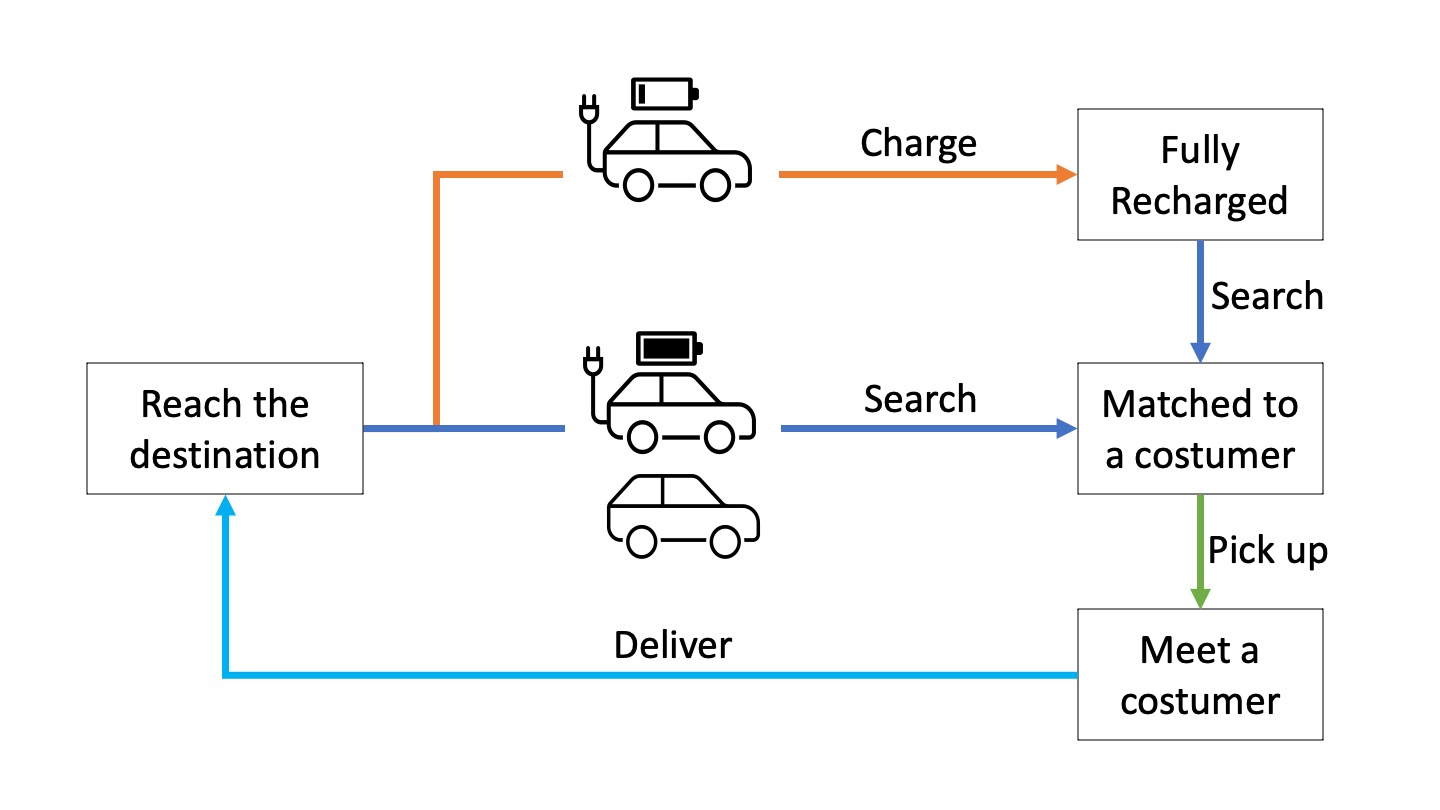 Charge
Fully
Recharged
Search
Reach the
destination
Search
Matched to
a costumer
Pick up
Deliver
Meet a
costumer